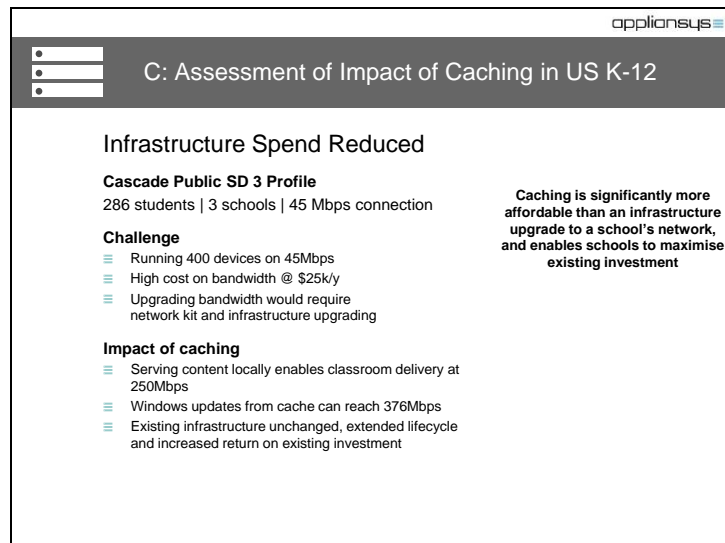 appliansys
C: Assessment of Impact of Caching in US K-12
Infrastructure Spend Reduced
Cascade Public SD 3 Profile
286 students | 3 schools | 45 Mbps connection
Challenge
Running 400 devices on 45Mbps
High cost on bandwidth @ $25k/y
Upgrading bandwidth would require
network kit and infrastructure upgrading
Impact of caching
Serving content locally enables classroom delivery at
250Mbps
Windows updates from cache can reach 376Mbps
Existing infrastructure unchanged, extended lifecycle
and increased return on existing investment
Caching is significantly more
affordable than an infrastructure
upgrade to a school's network,
and enables schools to maximise
existing investment